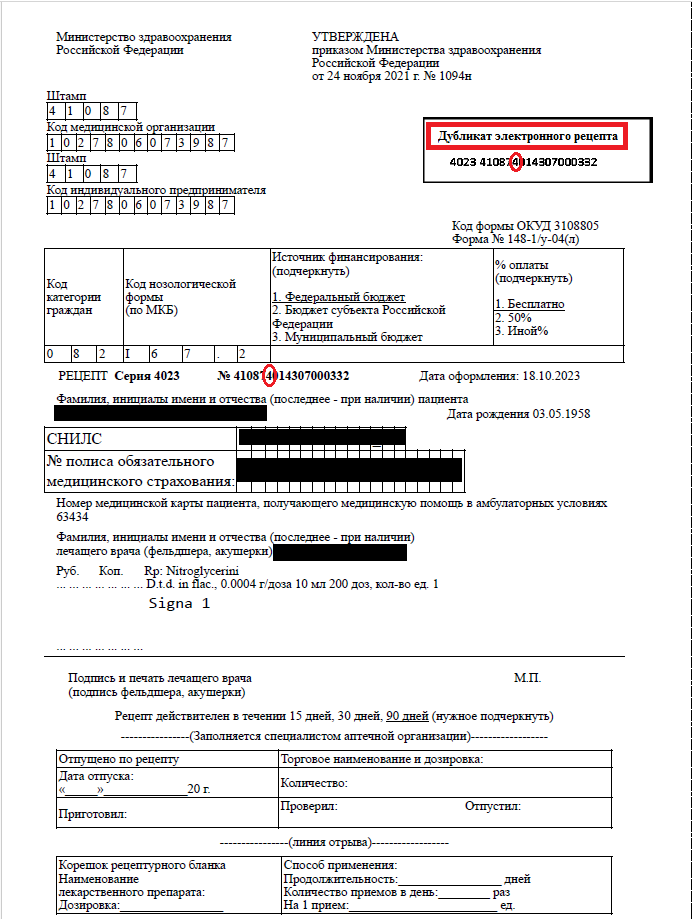 Министерство здравоохранения
Российской Федерации
УТВЕРЖДЕНА
приказом Министерства здравоохранения
Российской Федерации
от 24 ноября 2021 г. № 1094н
Штамп
4 1 0 8 7
Код медицинской организации
1 0 2 7 8 0 6 0 7 3 9 8 7
Штамп
4 1 0 8 7
Код индивидуального предпринимателя
1 0 2 7 8 0 6 0 7 3 9 8 7
Дубликат электронного рецепта
4023 410874014307000332
Код формы ОКУД 3108805
Форма № 148-1/у-04(л)
Код
категории
граждан
Код нозологической
формы
(по МКБ)
Источник финансирования:
(подчеркнуть)
1. Федеральный бюджет
2. Бюджет субъекта Российской
Федерации
3. Муниципальный бюджет
% оплаты
(подчеркнуть)
1. Бесплатно
2. 50%
3. Иной%
0 8 2 I 6 7 . 2
РЕЦЕПТ Серия 4023 № 410874014307000332 Дата оформления: 18.10.2023
Фамилия, инициалы имени и отчества (последнее - при наличии) пациента
Дата рождения 03.05.1958
СНИЛС
№ полиса обязательного
медицинского страхования:
Номер медицинской карты пациента, получающего медицинскую помощь в амбулаторных условиях
63434
Фамилия, инициалы имени и отчества (последнее - при наличии)
лечащего врача (фельдшера, акушерки)
Руб. Коп. Rp: Nitroglycerini
... ... ... ... ... ... ... D.t.d. in flac., 0.0004 г/доза 10 мл 200 доз, кол-во ед. 1
Signa 1
... ... ... ... ... ... ...
Подпись и печать лечащего врача М.П.
(подпись фельдшера, акушерки)
Рецепт действителен в течении 15 дней, 30 дней, 90 дней (нужное подчеркнуть)
----------------(Заполняется специалистом аптечной организации)------------------
Отпущено по рецепту
Торговое наименование и дозировка:
Дата отпуска:
«_____»_____________20 г.
Количество:
Приготовил:
Проверил: Отпустил:
----------------(линия отрыва)------------------
Корешок рецептурного бланка
Наименование
лекарственного препарата:
Дозировка:________________
Способ применения:
Продолжительность:________________ дней
Количество приемов в день:________ раз
На 1 прием:_______________________ ед.